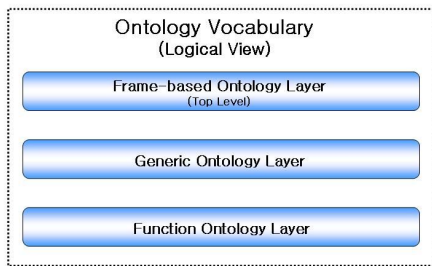 Ontology Vocabulary
(Logical View)
Frame-based Ontology Layer
(Top Level)
Generic Ontology Layer
Function Ontology Layer